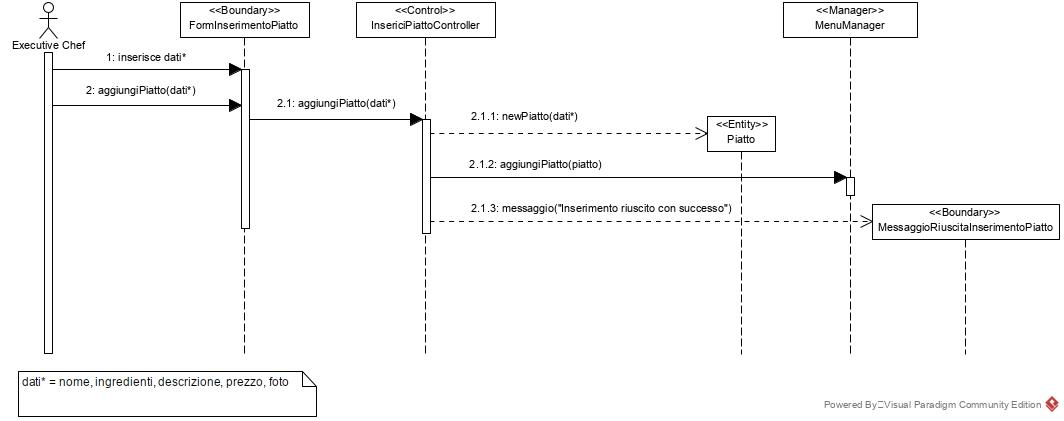 <<Boundary>>
FormInserimentoPiatto
<<Control>>
InsericiPiattoController
<<Manager>>
MenuManager
Executive Chef
1: inserisce dati*
2: aggiungiPiatto(dati*)
2.1: aggiungiPiatto(dati*)
2.1.1: newPiatto(dati*)
<<Entity>>
Piatto
2.1.2: aggiungiPiatto(piatto)
2.1.3: messaggio("Inserimento riuscito con successo")
<<Boundary>>
MessaggioRiuscitaInserimentoPiatto
dati* = nome, ingredienti, descrizione, prezzo, foto
Powered By Visual Paradigm Community Edition